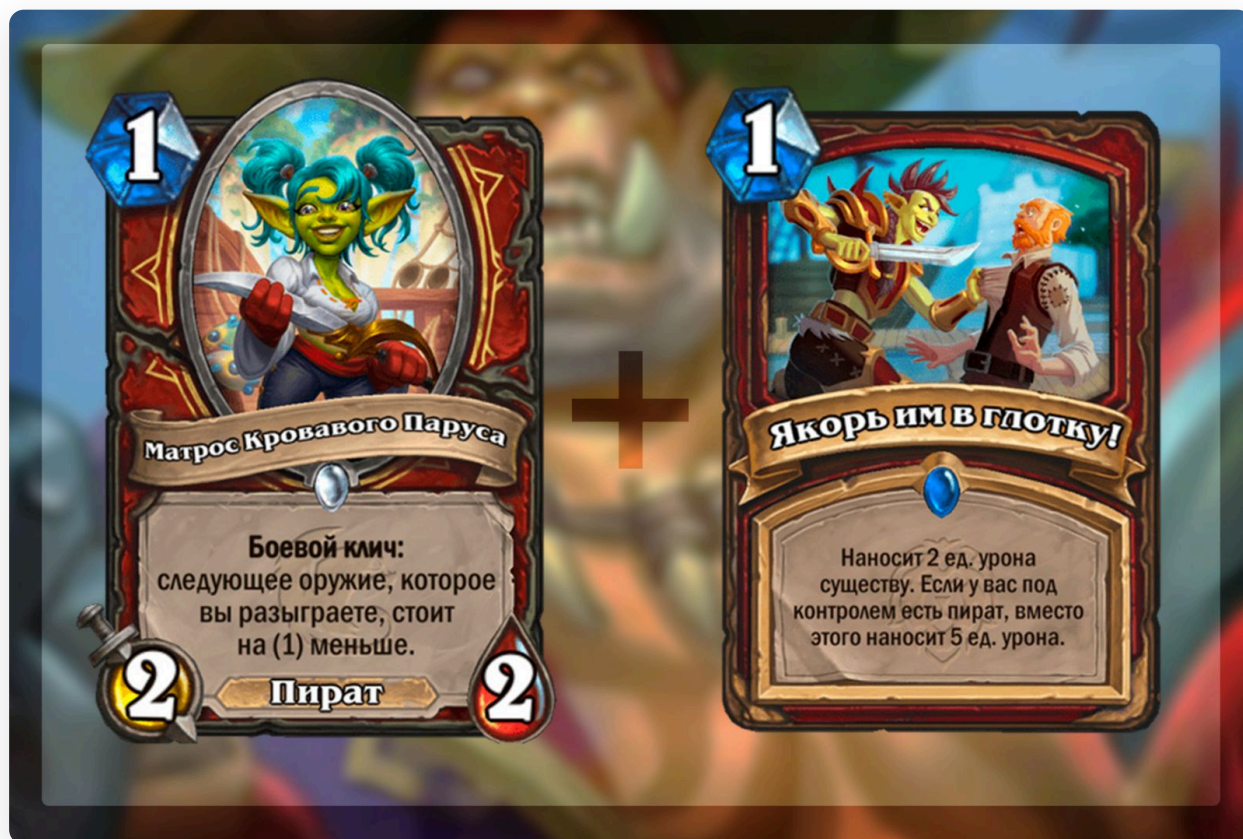 1
Матрос Кровавого Паруса
Боевой клич:
следующее оружие, которое
вы разыграете, стоит
на (1) меньше.
2
Пират
2
1
Якорь им в глотку!
Наносит 2 ед. урона
существу. Если у вас под
контролем есть пират, вместо
этого наносит 5 ед. урона.